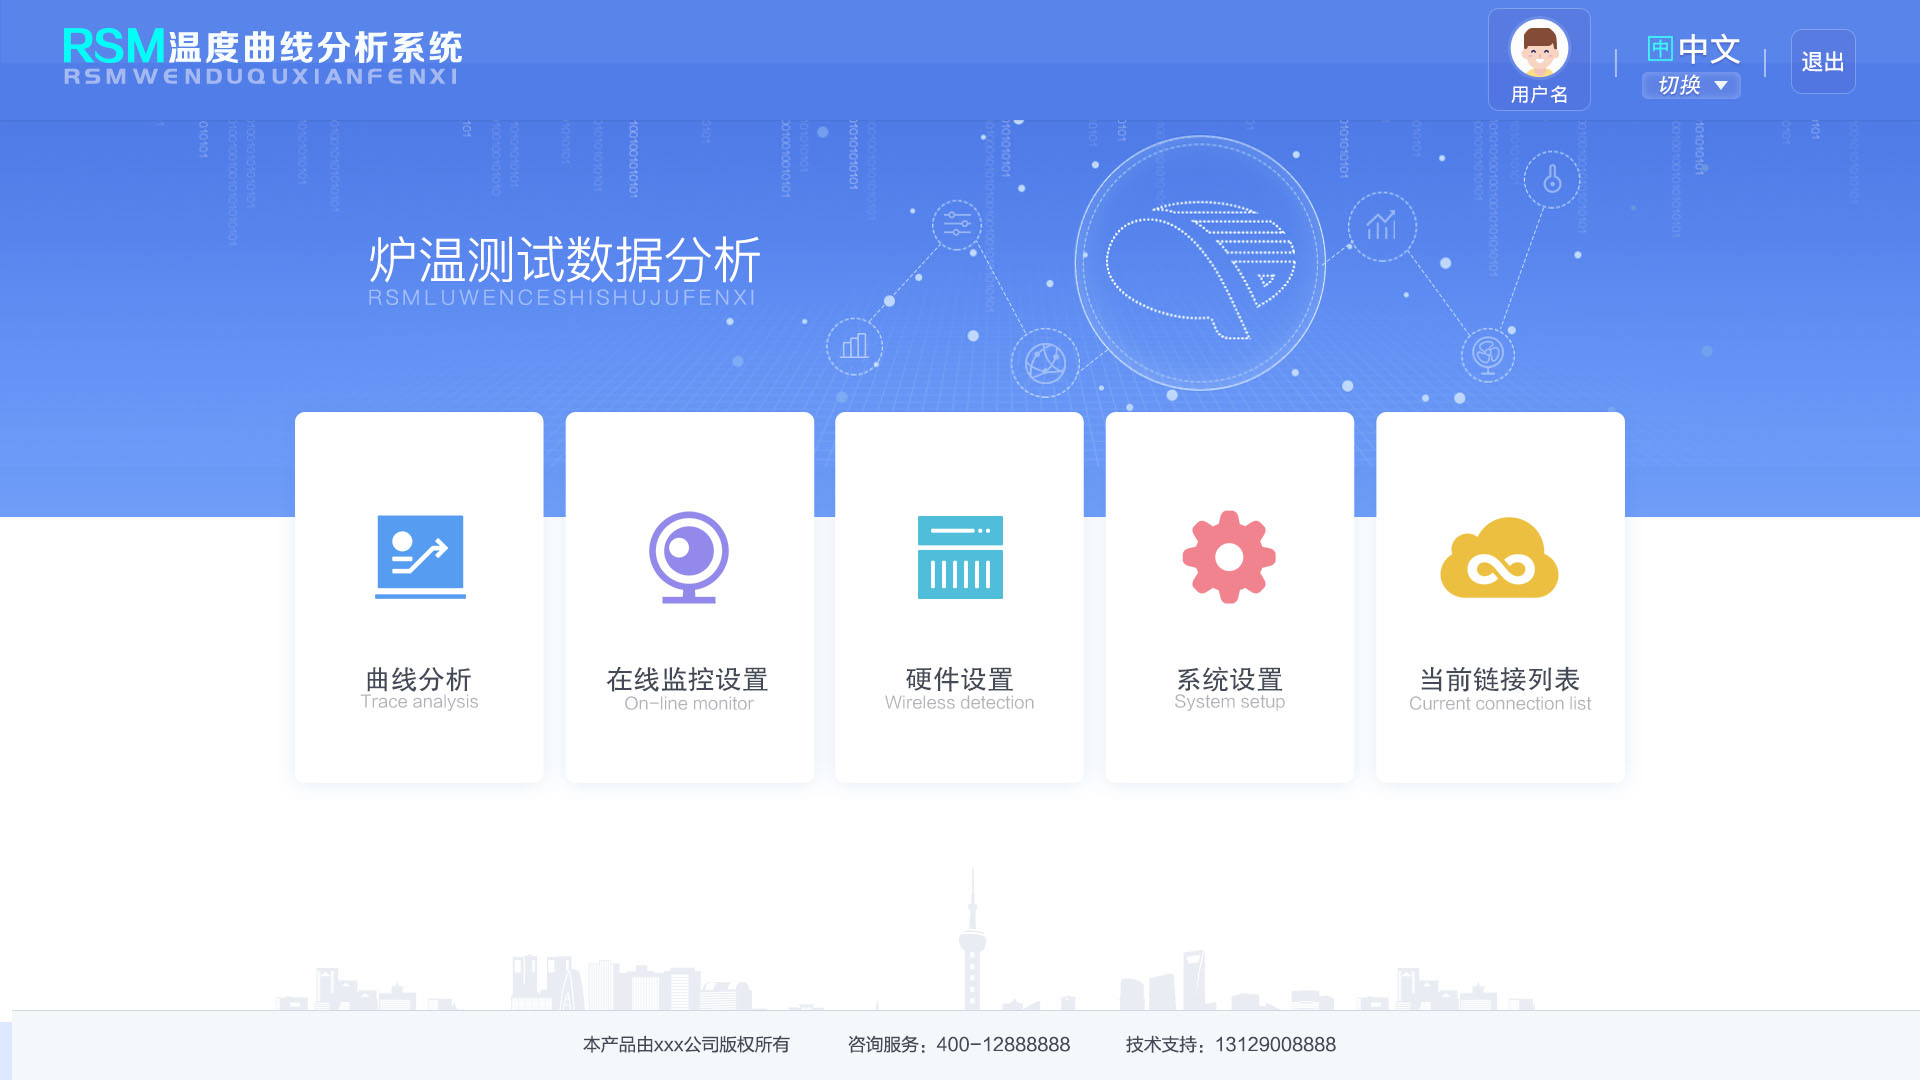 RSM温度曲线分析系统
RSMWENDUQUXIANFENXI
用户名
中 中文
切换
退出
炉温测试数据分析
RSMLUWENCESHISHUJUFENXI
曲线分析
Trace analysis
在线监控设置
On-line monitor
硬件设置
Wireless detection
系统设置
System setup
当前链接列表
Current connection list
本产品由xxx公司版权所有 咨询服务：400-12888888 技术支持：13129008888